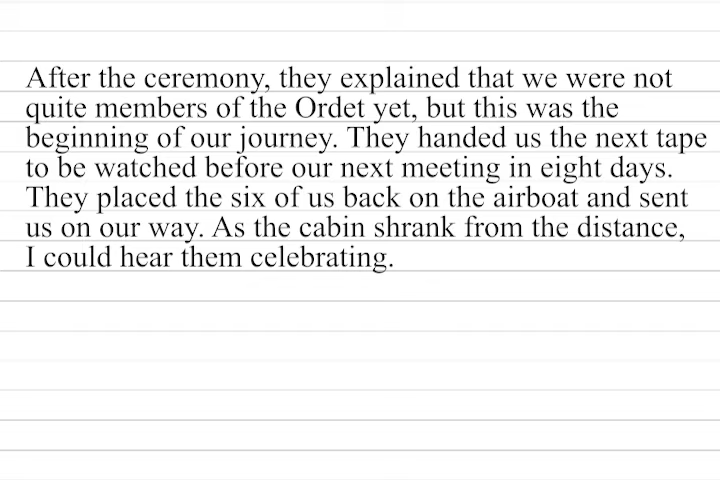 After the ceremony, they explained that we were not
quite members of the Ordet yet, but this was the
beginning of our journey. They handed us the next tape
to be watched before our next meeting in eight days.
They placed the six of us back on the airboat and sent
us on our way. As the cabin shrank from the distance,
I could hear them celebrating.